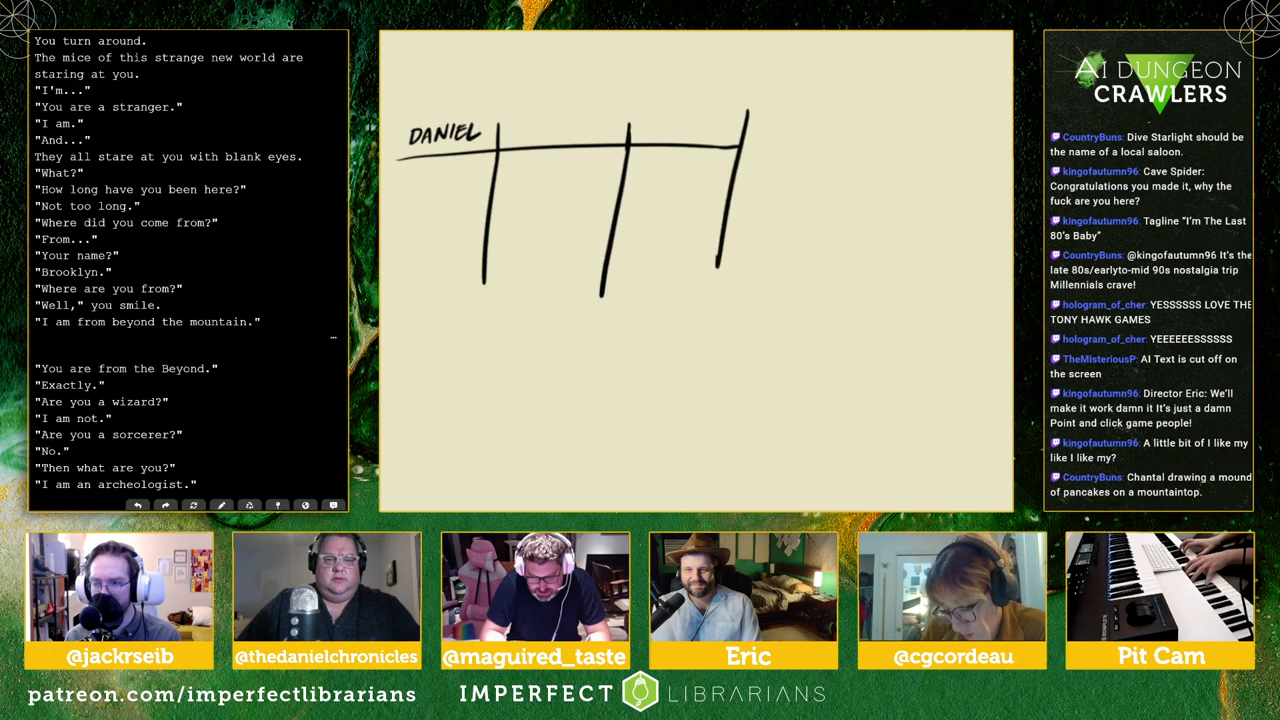 You turn around.
The mice of this strange new world are
staring at you.
"I'm..."
"You are a stranger."
"I am."
"And..."
They all stare at you with blank eyes.
"What?"
"How long have you been here?"
"Not too long."
"Where did you come from?"
"From..."
"Your name?"
"Brooklyn."
"Where are you from?"
"Well," you smile.
"I am from beyond the mountain."
…
"You are from the Beyond."
"Exactly."
"Are you a wizard?"
"I am not."
"Are you a sorcerer?"
"No."
"Then what are you?"
"I am an archeologist."
DANIEL
AI DUNGEON
CRAWLERS
CountryBuns: Dive Starlight should be
the name of a local saloon.
kingofautumn96: Cave Spider:
Congratulations you made it, why the
fuck are you here?
kingofautumn96: Tagline “I’m The Last
80’s Baby”
CountryBuns: @kingofautumn96 It's the
late 80s/earlyto-mid 90s nostalgia trip
Millennials crave!
hologram_of_cher: YESSSSSS LOVE THE
TONY HAWK GAMES
hologram_of_cher: YEEEEEESSSSSS
TheMisteriousP: AI Text is cut off on
the screen
kingofautumn96: Director Eric: We’ll
make it work damn it It’s just a damn
Point and click game people!
kingofautumn96: A little bit of I like my
like I like my?
CountryBuns: Chantal drawing a mound
of pancakes on a mountaintop.
@jackrseib
@thedanielchronicles
@maguired_taste
Eric
@cgcordeau
Pit Cam
patreon.com/imperfectlibrarians
IMPERFECT LIBRARIANS